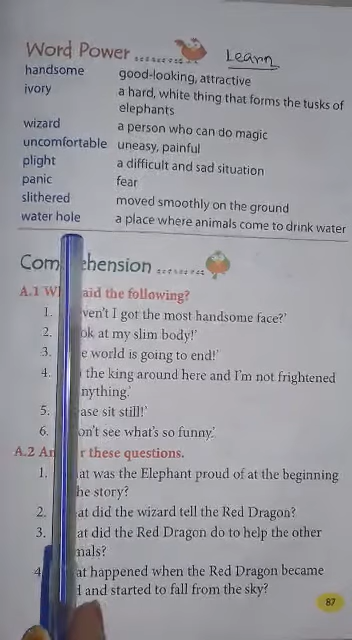 Word Power ........ Learn
handsome good-looking, attractive
ivory a hard, white thing that forms the tusks of
elephants
wizard a person who can do magic
uncomfortable uneasy, painful
plight a difficult and sad situation
panic fear
slithered moved smoothly on the ground
water hole a place where animals come to drink water
Com hension ........
A.1 W aid the following?
1. ven't I got the most handsome face?'
2. ok at my slim body!'
3. e world is going to end!'
4. the king around here and I'm not frightened
nything.'
5. ase sit still!'
6. on't see what's so funny.'
A.2 An r these questions.
1. at was the Elephant proud of at the beginning
he story?
2. at did the wizard tell the Red Dragon?
3. at did the Red Dragon do to help the other
mals?
4 at happened when the Red Dragon became
and started to fall from the sky?
87